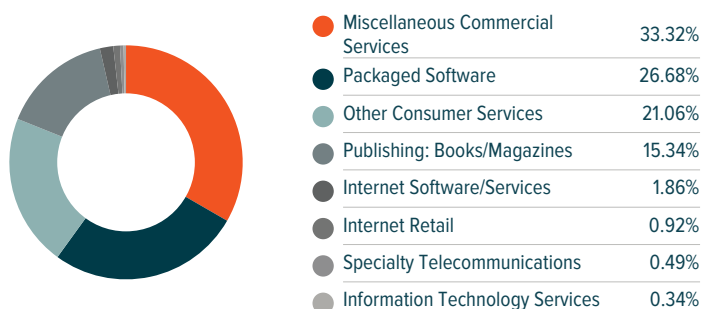 Miscellaneous Commercial
Services 33.32%
Packaged Software 26.68%
Other Consumer Services 21.06%
Publishing: Books/Magazines 15.34%
Internet Software/Services 1.86%
Internet Retail 0.92%
Specialty Telecommunications 0.49%
Information Technology Services 0.34%